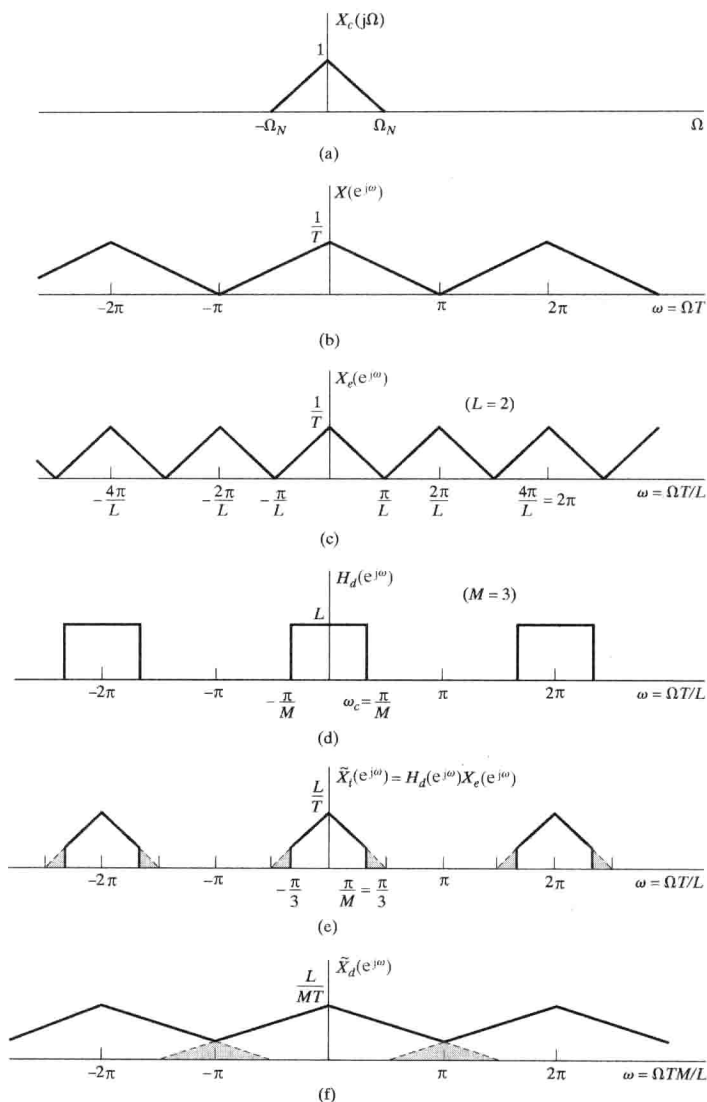 X_c(jΩ)
1
−Ω_N Ω_N Ω
(a)
X(e^{jω})
1/T
−2π −π π 2π ω = ΩT
(b)
X_e(e^{jω})
1/T (L = 2)
−4π/L −2π/L −π/L π/L 2π/L 4π/L = 2π ω = ΩT/L
(c)
H_d(e^{jω})
(M = 3)
L
−2π −π −π/M ω_c = π/M π 2π ω = ΩT/L
(d)
X̃_i(e^{jω}) = H_d(e^{jω})X_e(e^{jω})
L/T
−2π −π −π/3 π/M = π/3 π 2π ω = ΩT/L
(e)
X̃_d(e^{jω})
L/MT
−2π −π π 2π ω = ΩTM/L
(f)